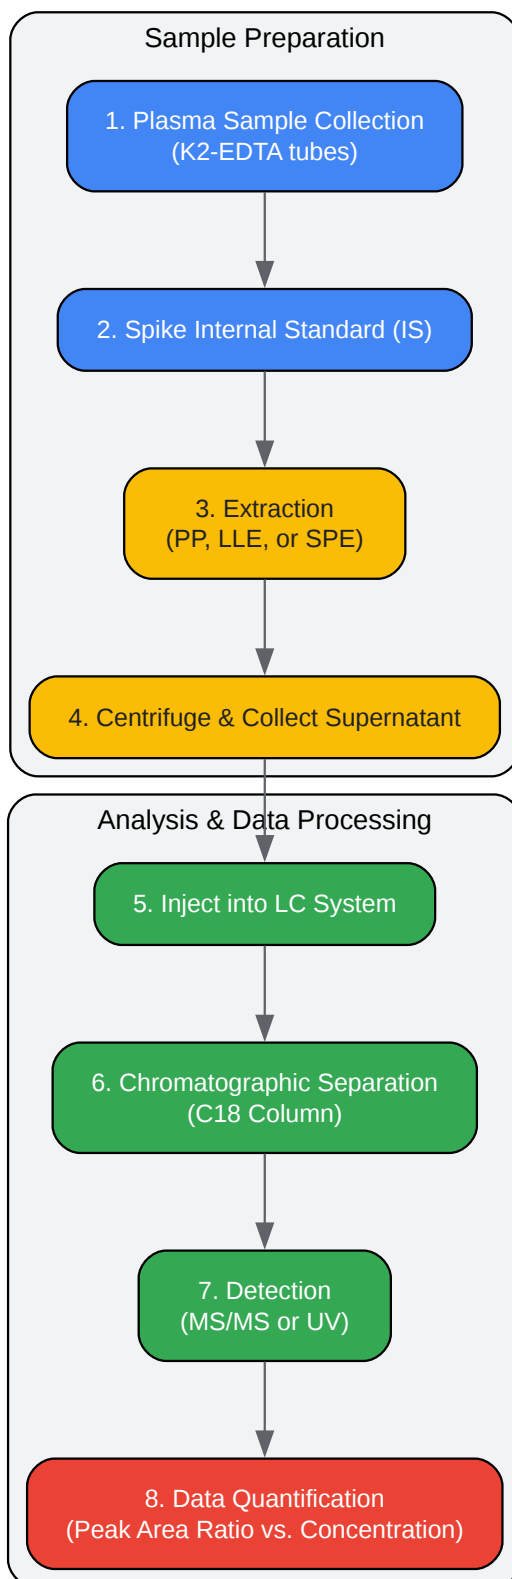 Sample Preparation
1. Plasma Sample Collection
(K2-EDTA tubes)
2. Spike Internal Standard (IS)
3. Extraction
(PP, LLE, or SPE)
4. Centrifuge & Collect Supernatant
Analysis & Data Processing
5. Inject into LC System
6. Chromatographic Separation
(C18 Column)
7. Detection
(MS/MS or UV)
8. Data Quantification
(Peak Area Ratio vs. Concentration)